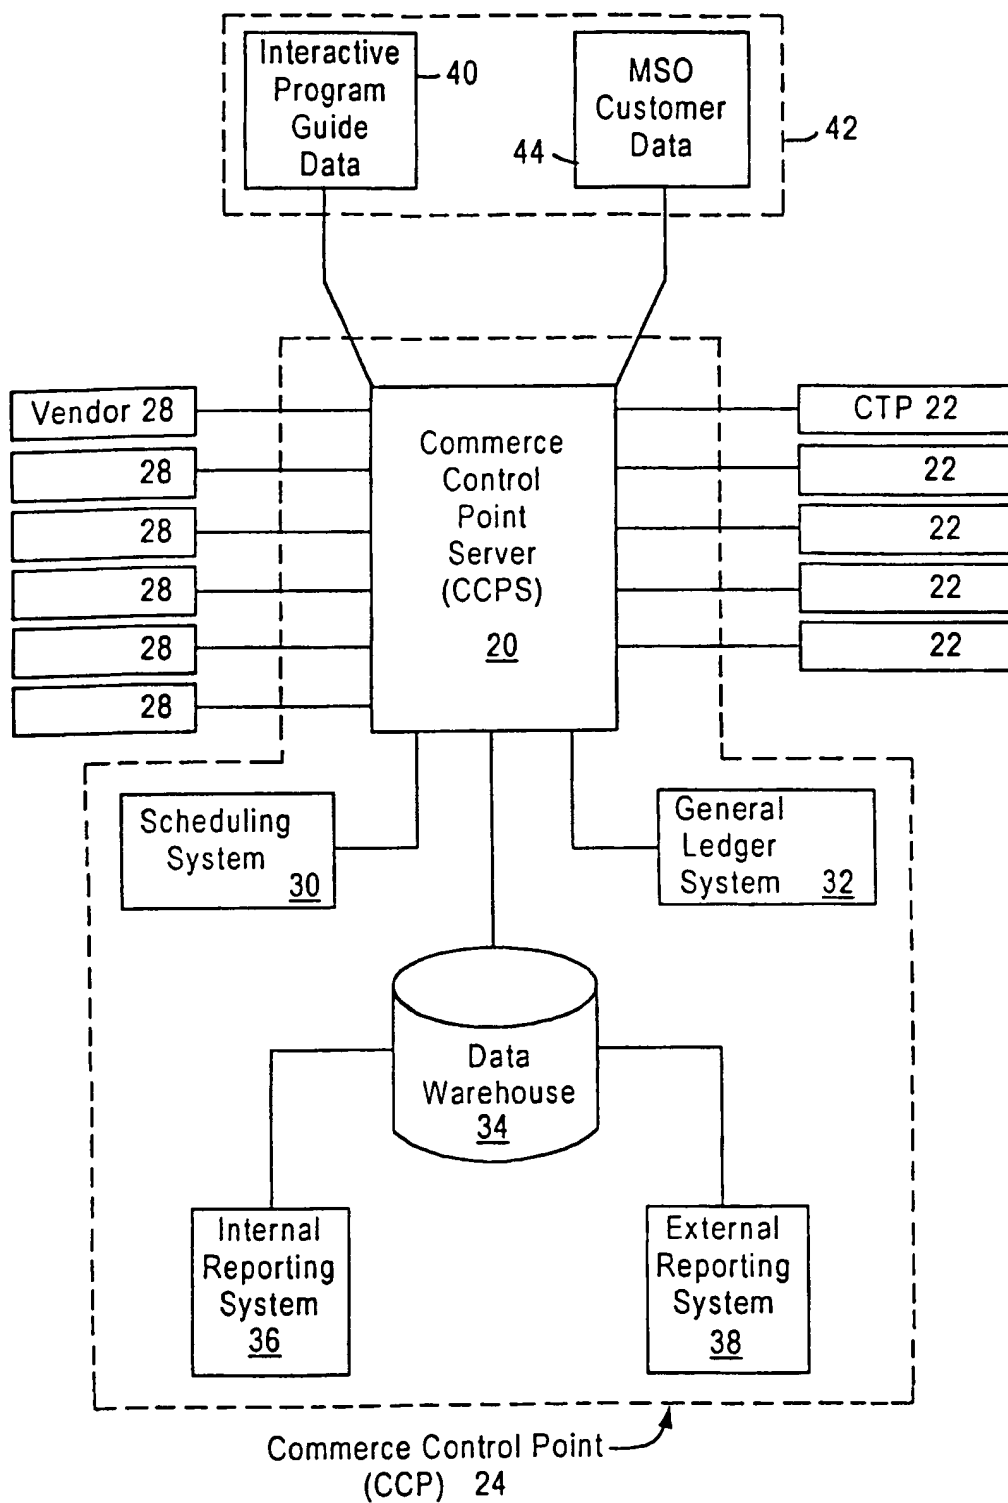 Interactive
Program
Guide
Data
40
MSO
Customer
Data
44
42
Vendor 28
28
28
28
28
28
Commerce
Control
Point
Server
(CCPS)
20
CTP 22
22
22
22
22
Scheduling
System
30
General
Ledger
System 32
Data
Warehouse
34
Internal
Reporting
System
36
External
Reporting
System
38
Commerce Control Point
(CCP) 24